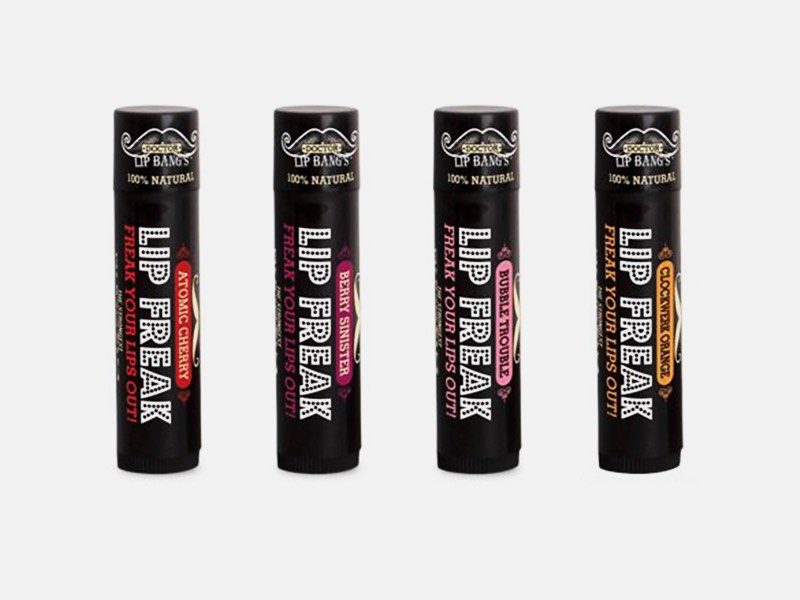 DOCTOR
LIP BANG'S
100% NATURAL
LIP FREAK
FREAK YOUR LIPS OUT!
ATOMIC CHERRY
DOCTOR
LIP BANG'S
100% NATURAL
LIP FREAK
FREAK YOUR LIPS OUT!
BERRY SINISTER
DOCTOR
LIP BANG'S
100% NATURAL
LIP FREAK
FREAK YOUR LIPS OUT!
BUBBLE TROUBLE
DOCTOR
LIP BANG'S
100% NATURAL
LIP FREAK
FREAK YOUR LIPS OUT!
CLOCKWERK ORANGE